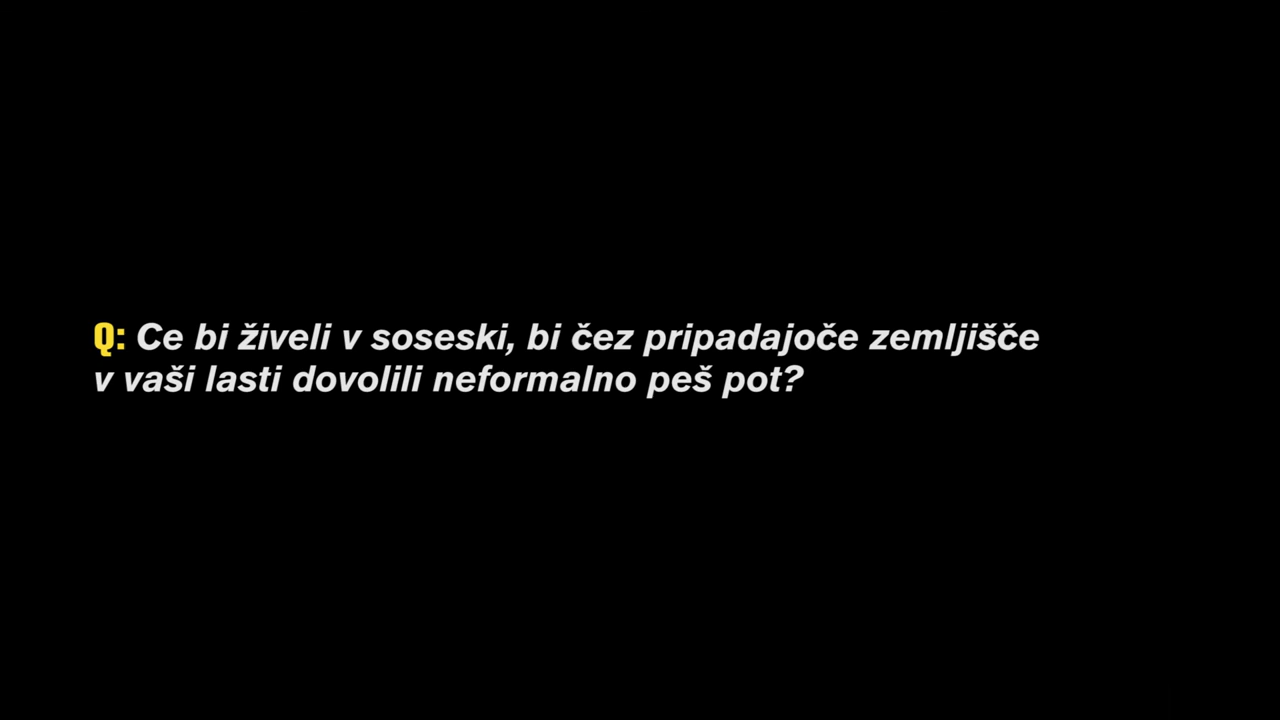 Q: Ce bi živeli v soseski, bi čez pripadajoče zemljišče
v vaši lasti dovolili neformalno peš pot?